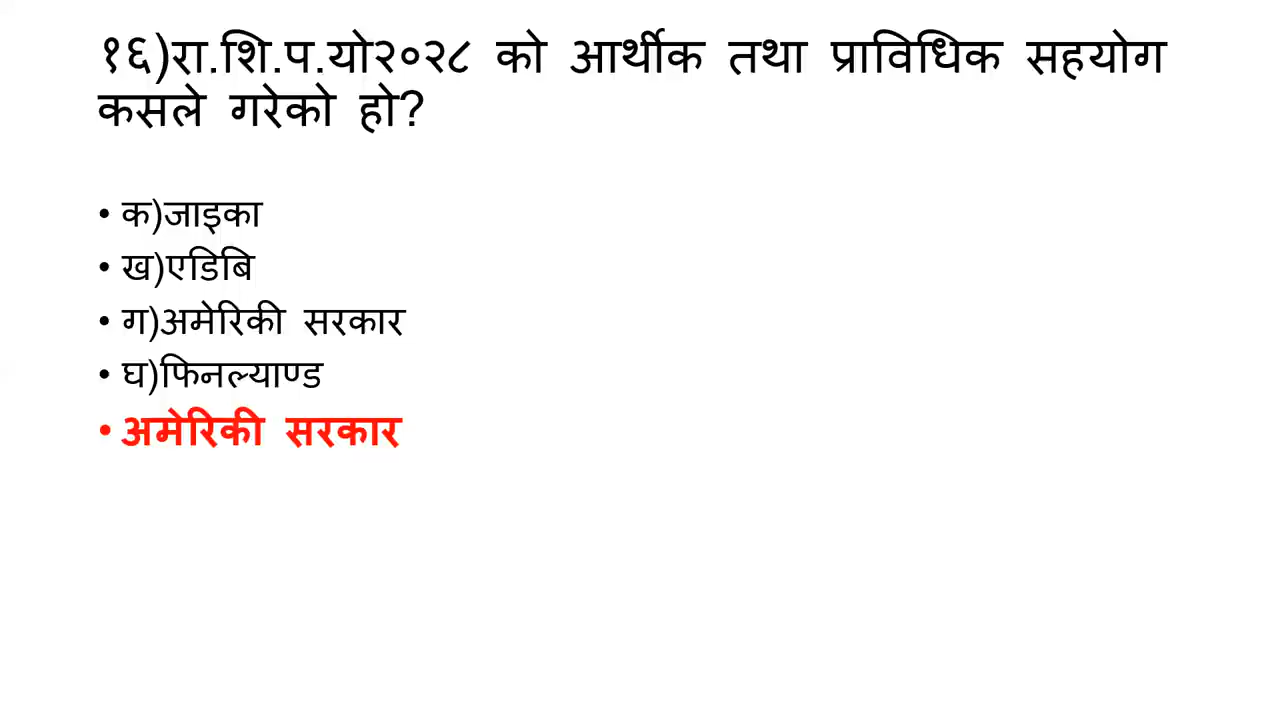 १६)रा.शि.प.यो२०२८ को आर्थीक तथा प्राविधिक सहयोग
कसले गरेको हो?
• क)जाइका
• ख)एडिबि
• ग)अमेरिकी सरकार
• घ)फिनल्याण्ड
• अमेरिकी सरकार